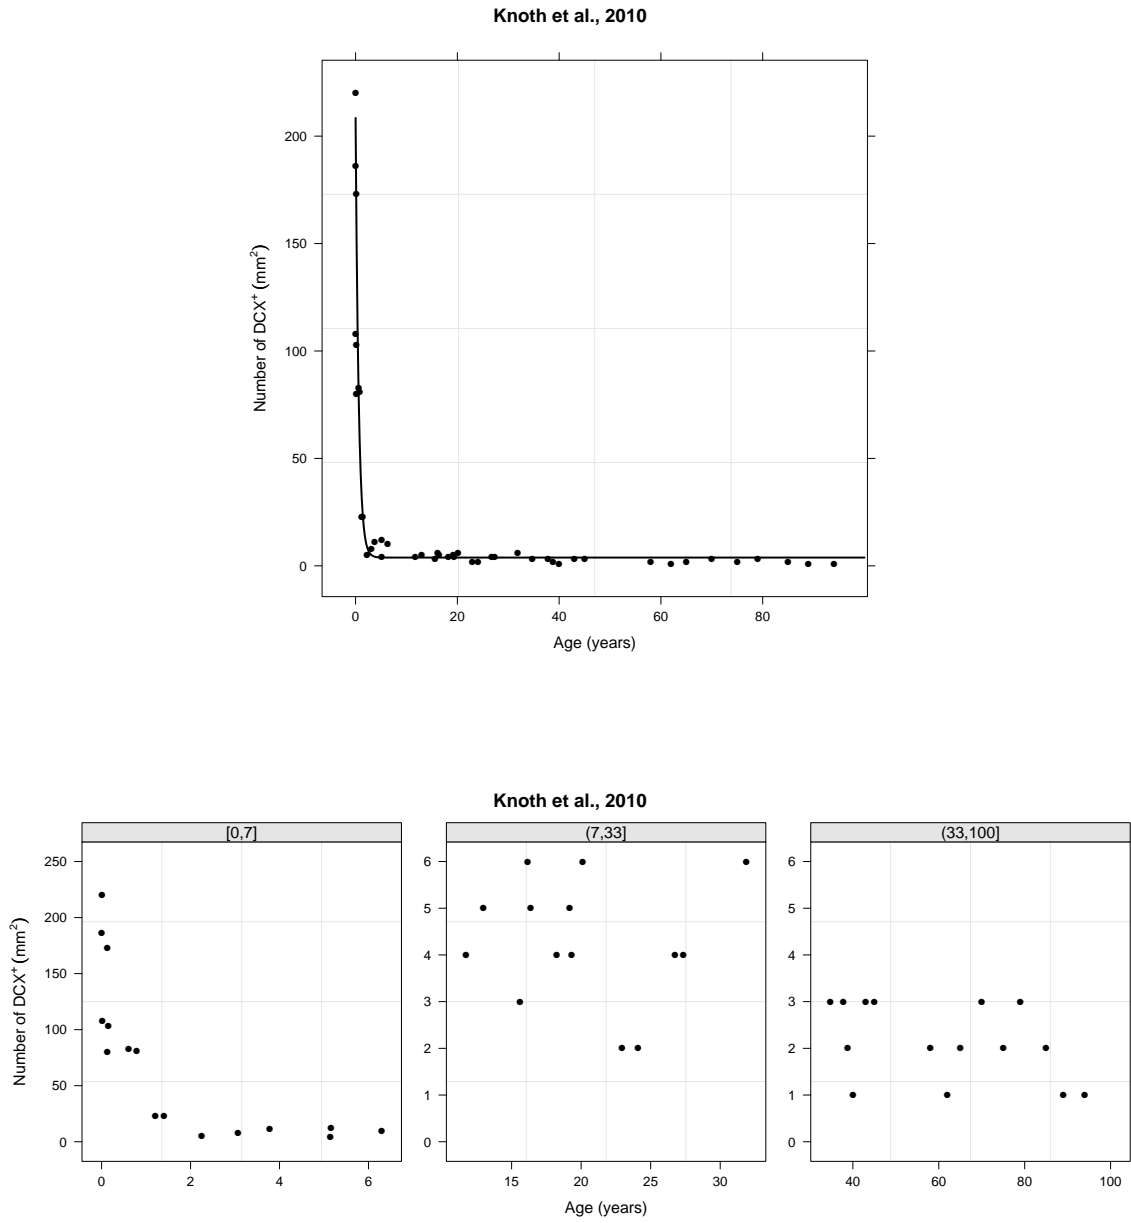 Knoth et al., 2010
200
150
100
50
0
Number of DCX⁺ (mm²)
0 20 40 60 80
Age (years)
Knoth et al., 2010
[0,7] (7,33] (33,100]
Number of DCX⁺ (mm²)
250
200
150
100
50
0
0 2 4 6
6
5
4
3
2
1
0
15 20 25 30
6
5
4
3
2
1
0
40 60 80 100
Age (years)